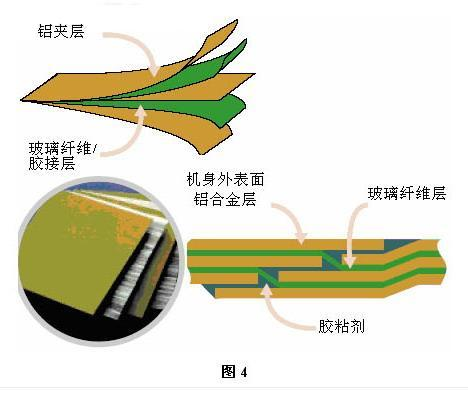 铝夹层
玻璃纤维/
胶接层
机身外表面
铝合金层
玻璃纤维层
胶粘剂
图 4